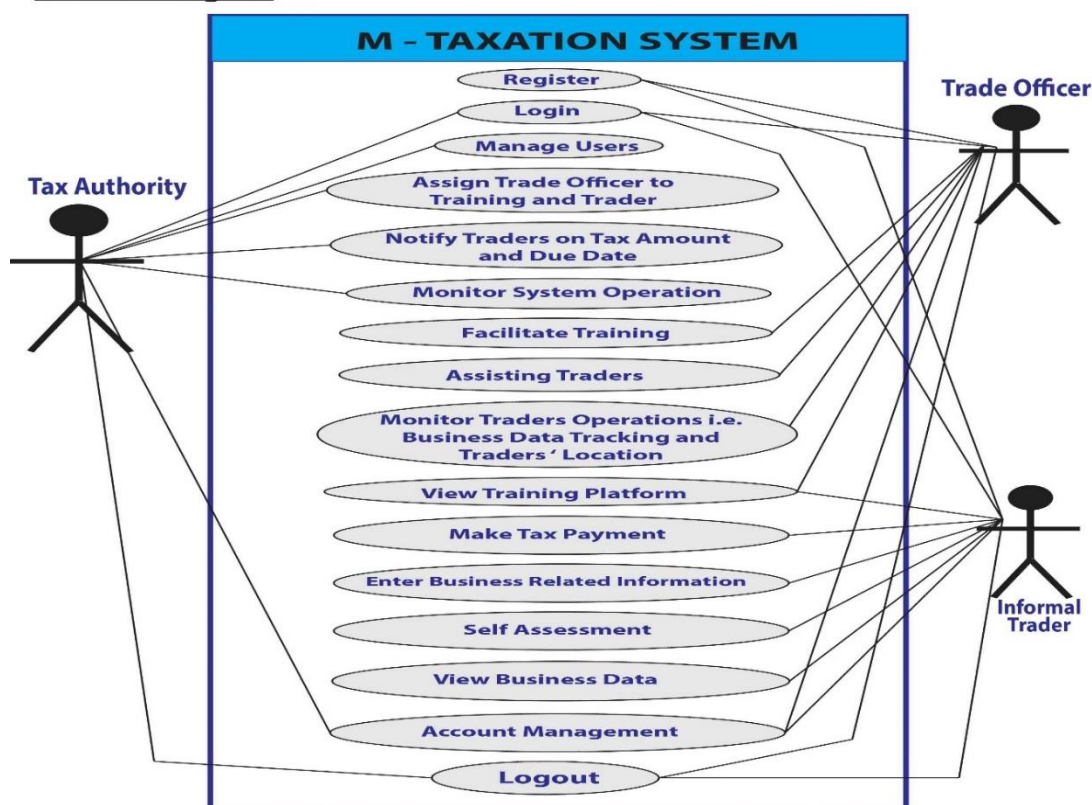 M - TAXATION SYSTEM
Register
Trade Officer
Login
Manage Users
Tax Authority
Assign Trade Officer to
Training and Trader
Notify Traders on Tax Amount
and Due Date
Monitor System Operation
Facilitate Training
Assisting Traders
Monitor Traders Operations i.e.
Business Data Tracking and
Traders ‘ Location
View Training Platform
Make Tax Payment
Enter Business Related Information
Informal
Trader
Self Assessment
View Business Data
Account Management
Logout